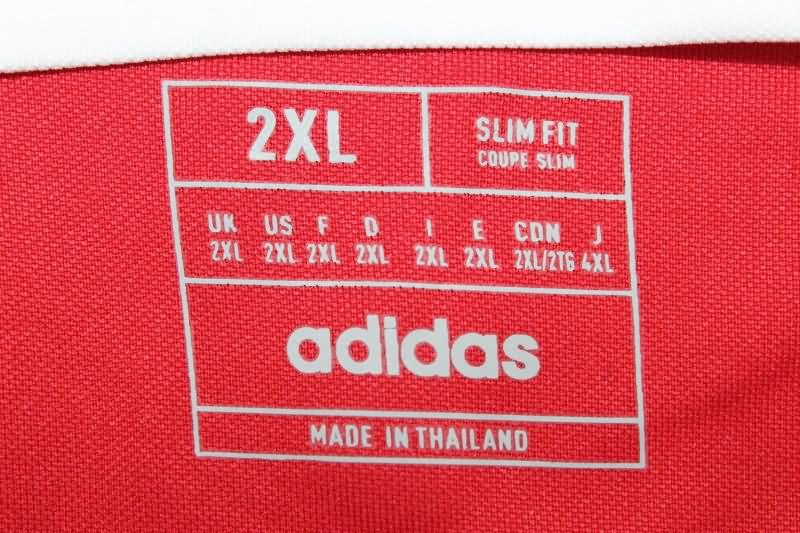 2XL
SLIM FIT
COUPE SLIM
UK US F D I E CDN J
2XL 2XL 2XL 2XL 2XL 2XL 2XL/2TG 4XL
adidas
MADE IN THAILAND